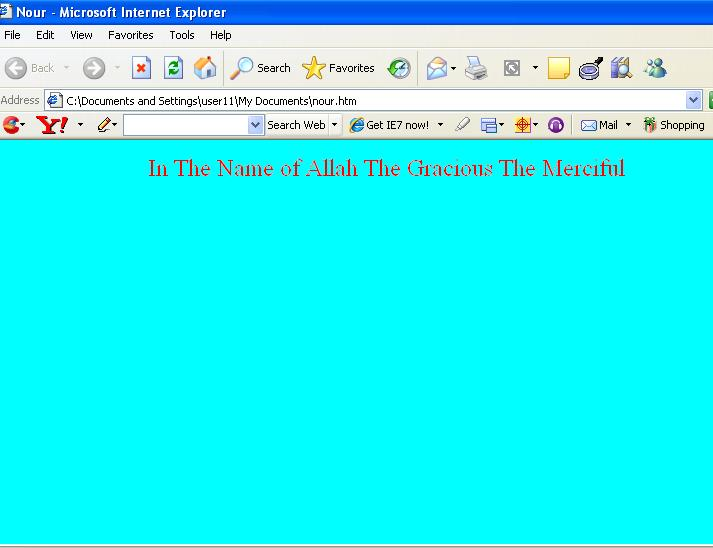 Nour - Microsoft Internet Explorer
File Edit View Favorites Tools Help
Back Search Favorites
Address C:\Documents and Settings\user11\My Documents\nour.htm
Y! Search Web Get IE7 now! Mail Shopping
In The Name of Allah The Gracious The Merciful